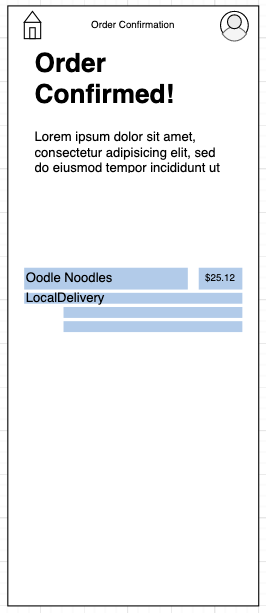 Order Confirmation
Order
Confirmed!
Lorem ipsum dolor sit amet,
consectetur adipisicing elit, sed
do eiusmod tempor incididunt ut
Oodle Noodles
$25.12
LocalDelivery